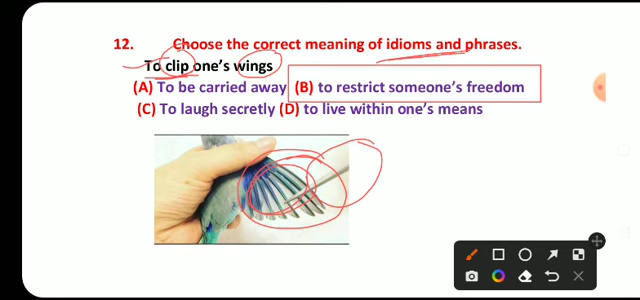 12. Choose the correct meaning of idioms and phrases.
To clip one's wings
(A) To be carried away (B) to restrict someone's freedom
(C) To laugh secretly (D) to live within one's means